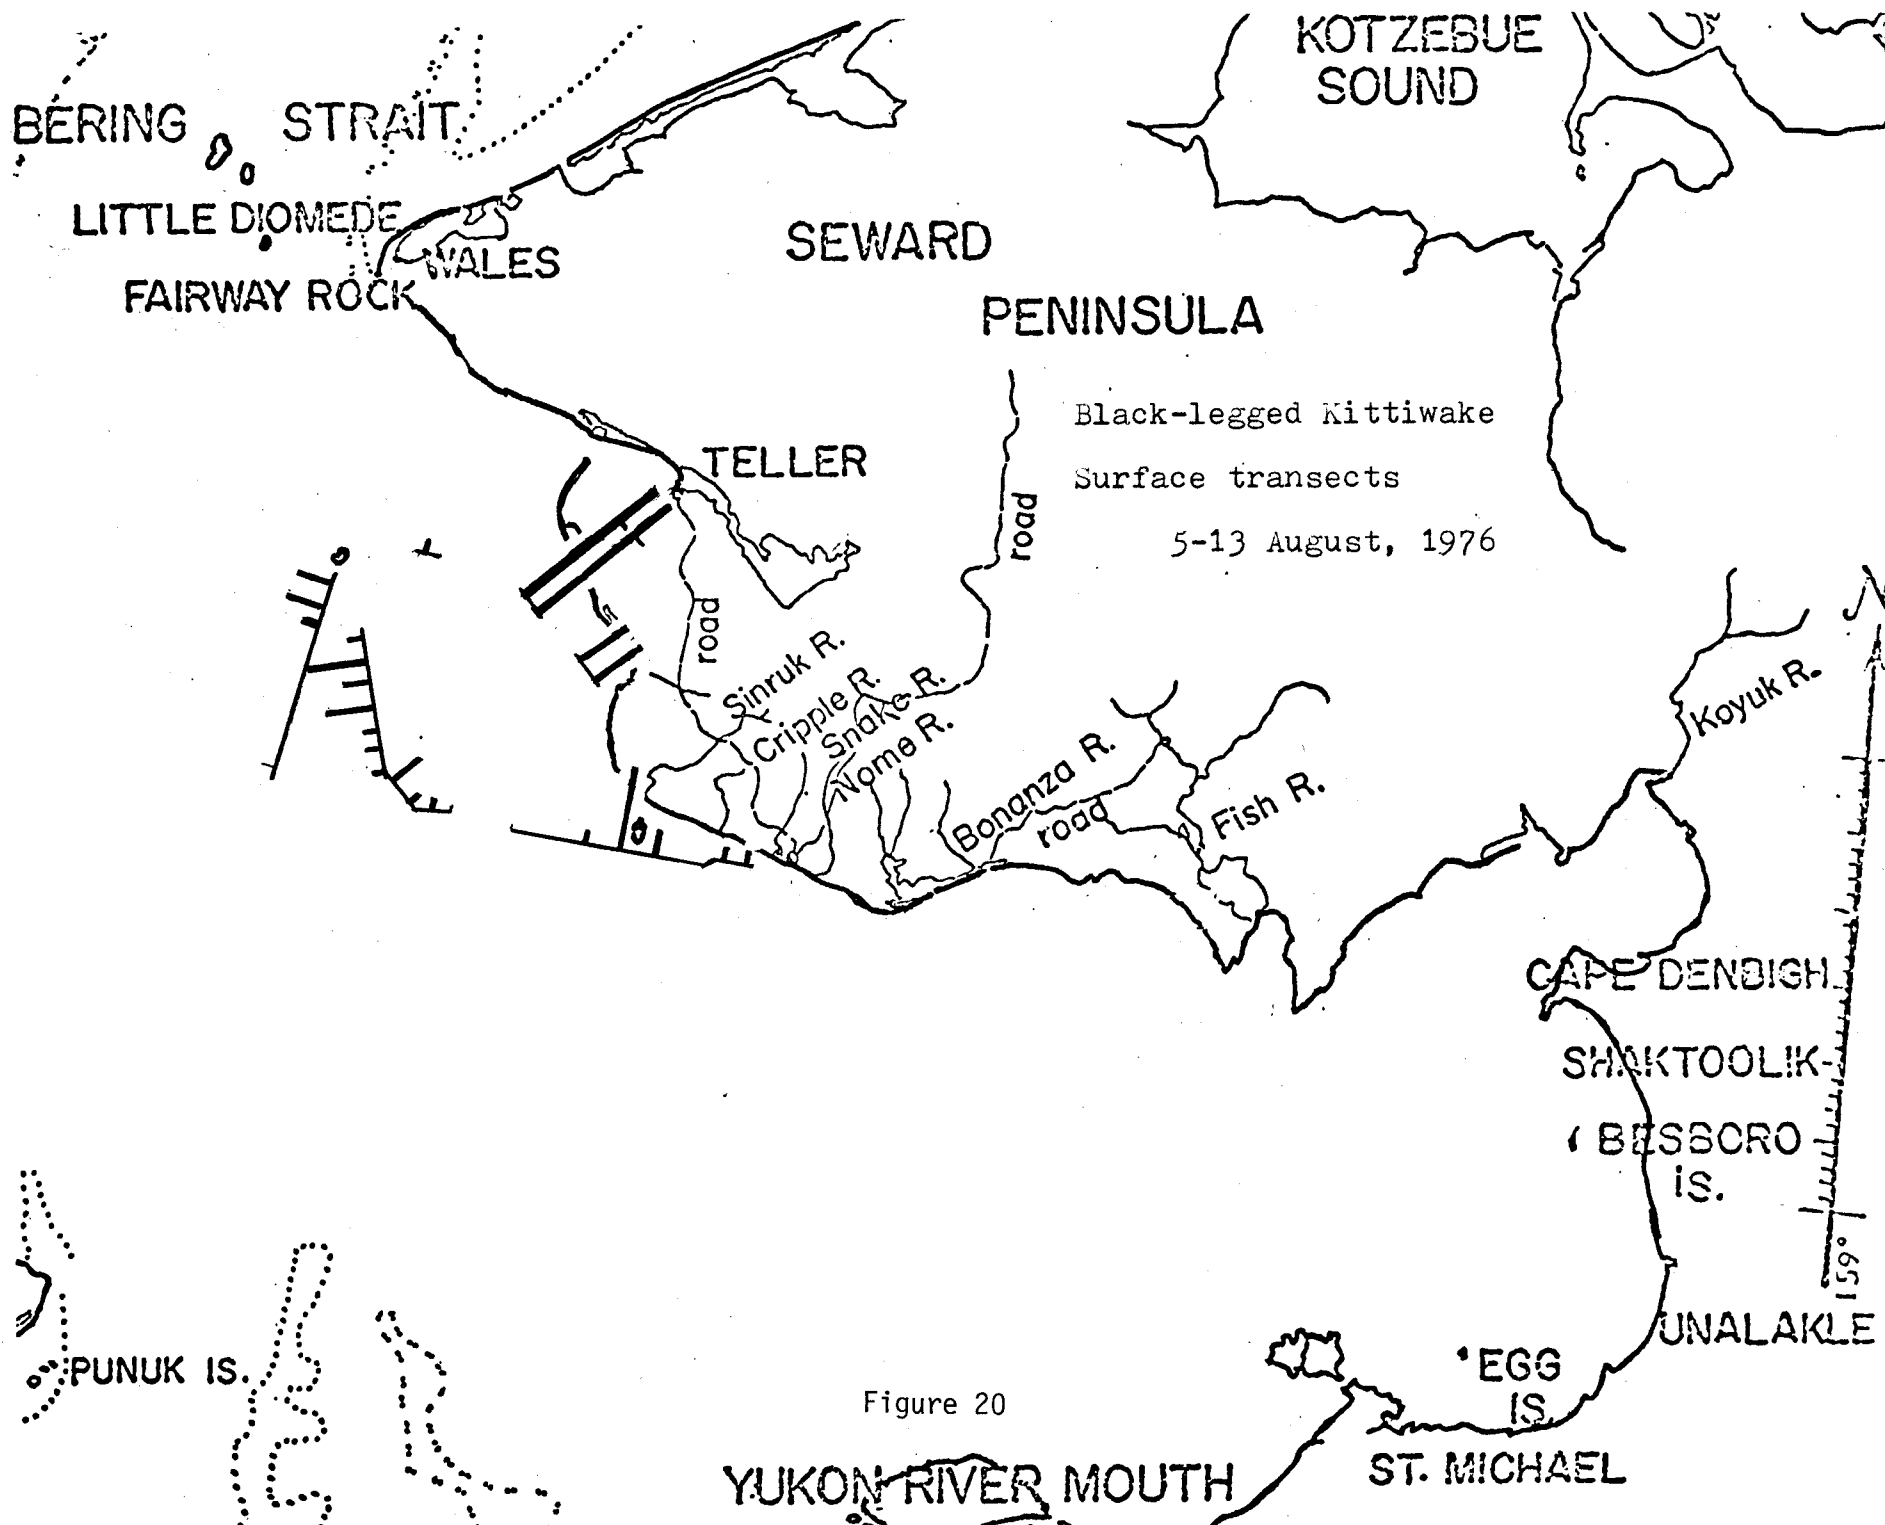 KOTZEBUE
SOUND
BERING STRAIT
LITTLE DIOMEDE
WALES
FAIRWAY ROCK
SEWARD
PENINSULA
Black-legged Kittiwake
Surface transects
5-13 August, 1976
TELLER
road
road
Sinruk R.
Cripple R.
Snake R.
Nome R.
Bonanza R.
road
Fish R.
Koyuk R.
N
CAPE DENBIGH
SHAKTOOLIK
BESBORO
IS.
159°
UNALAKLE
PUNUK IS.
EGG
IS.
Figure 20
ST. MICHAEL
YUKON RIVER MOUTH